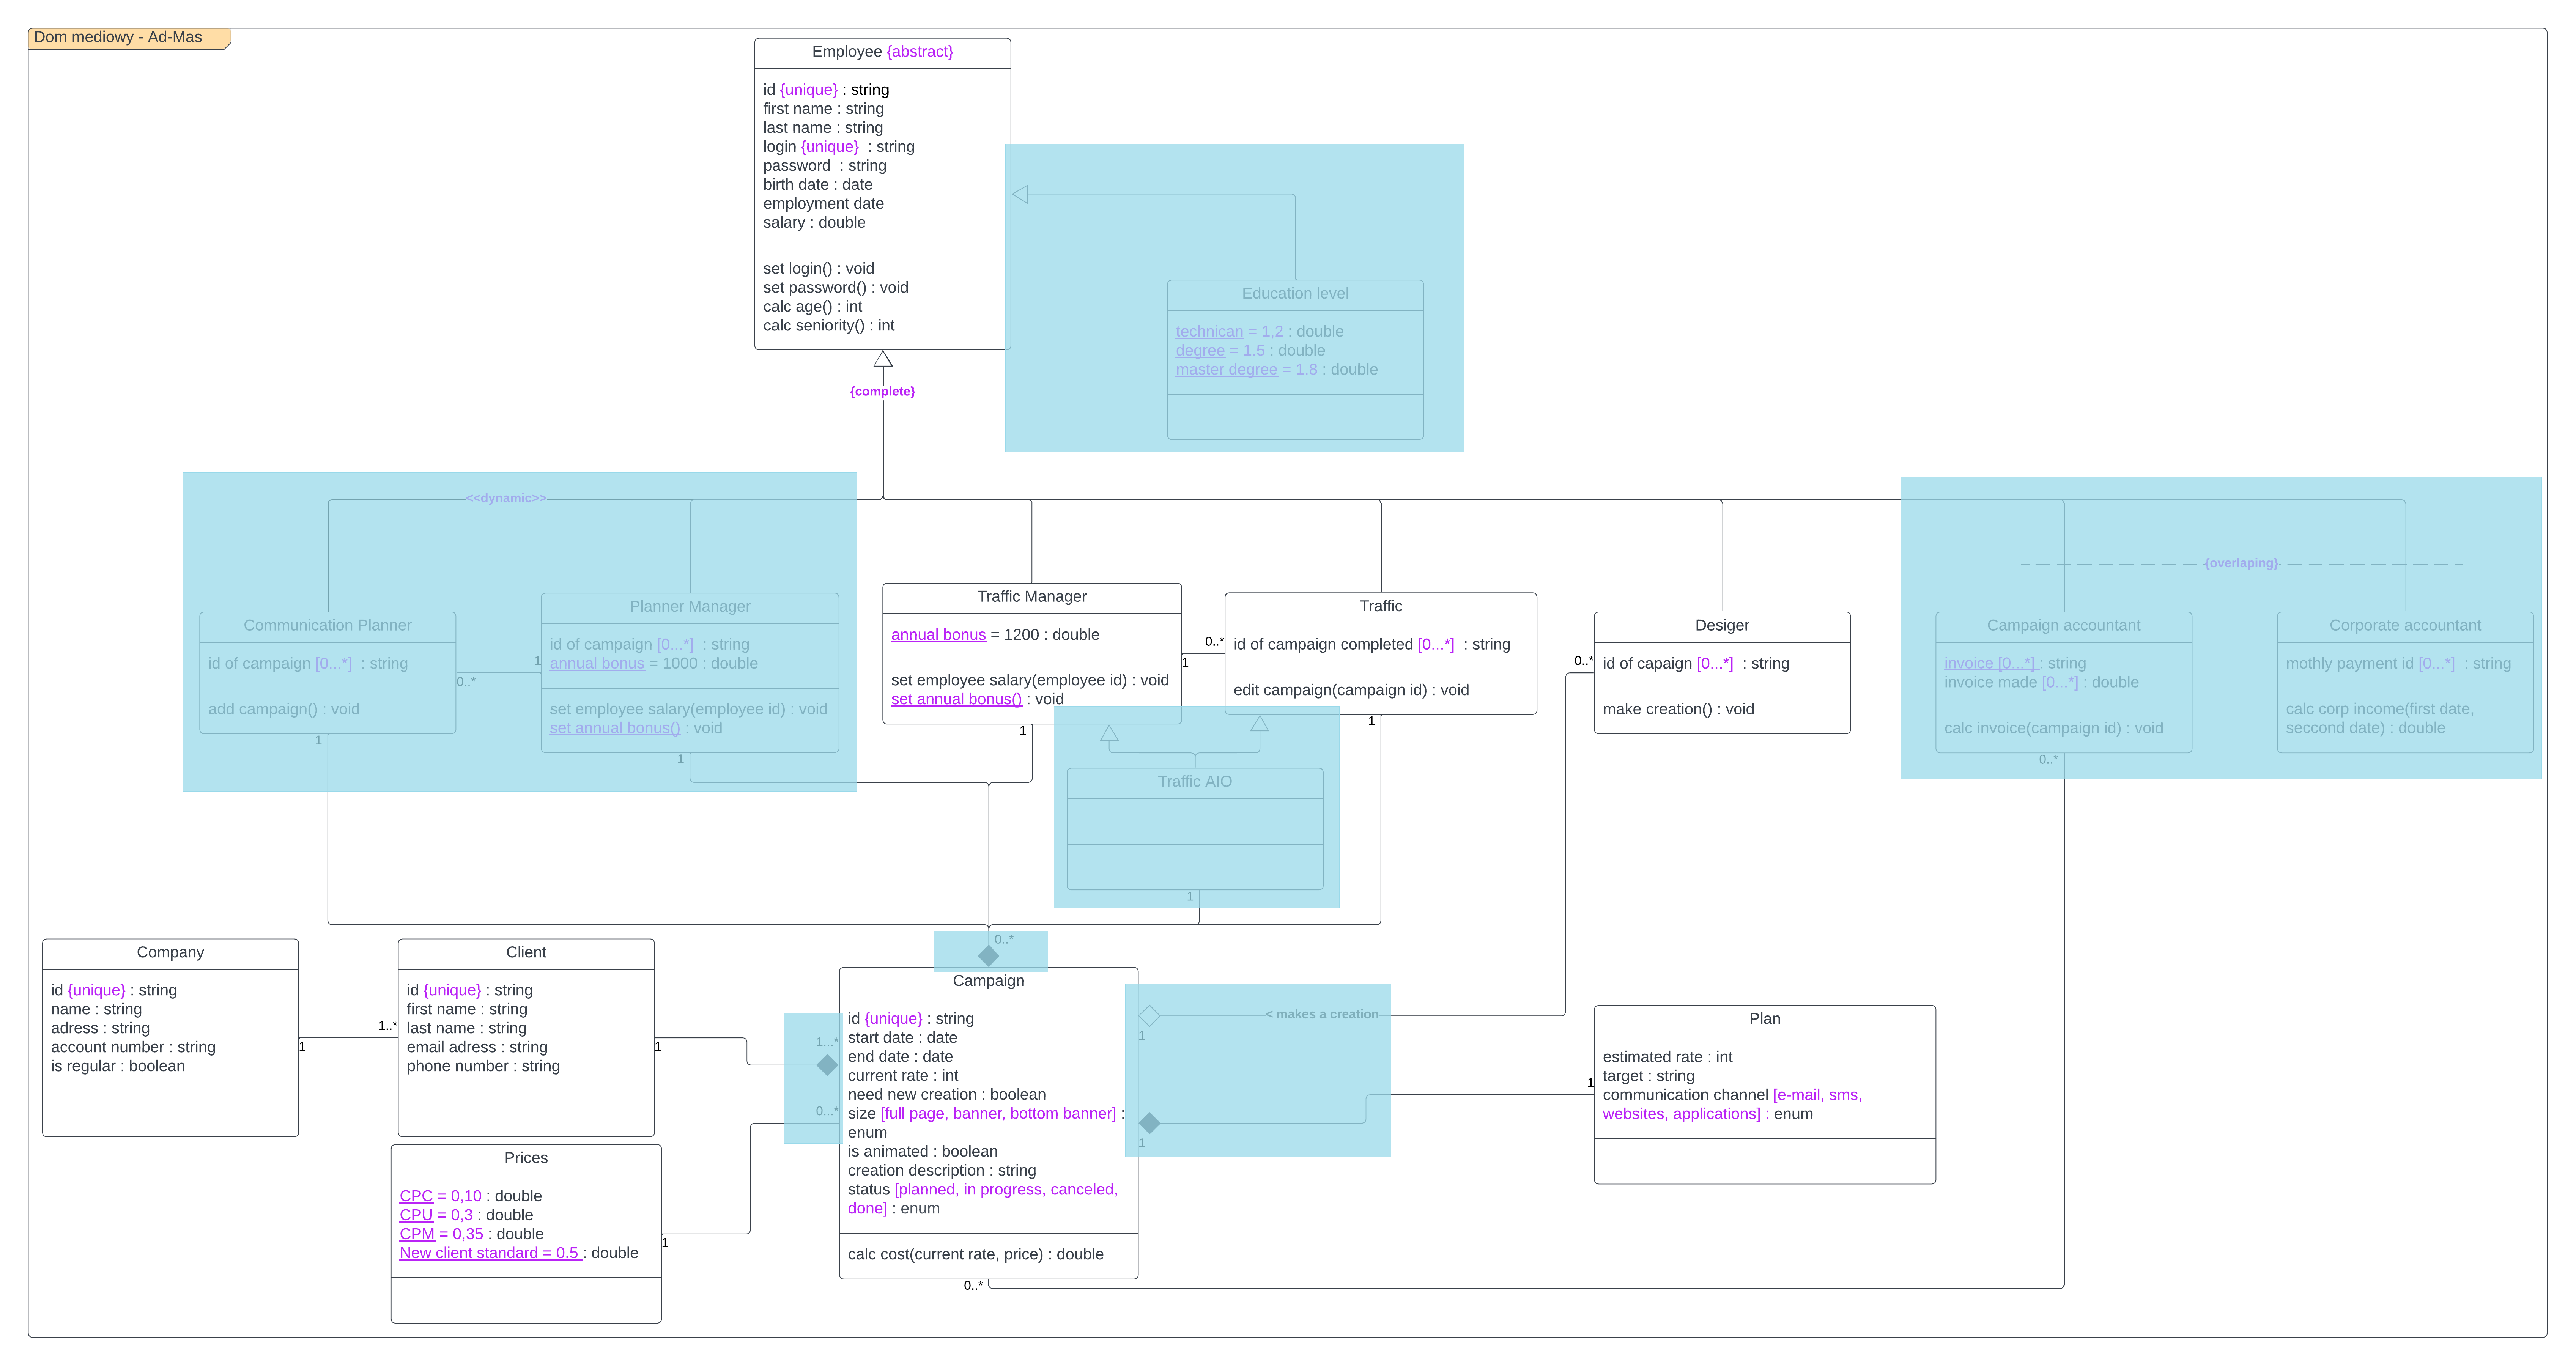 Dom mediowy - Ad-Mas
Employee {abstract}
id {unique} : string
first name : string
last name : string
login {unique}  : string
password  : string
birth date : date
employment date
salary : double
set login() : void
set password() : void
calc age() : int
calc seniority() : int
Education level
technican = 1,2 : double
degree = 1.5 : double
master degree = 1.8 : double
{complete}
<<dynamic>>
{overlaping}
Communication Planner
id of campaign [0...*]  : string
add campaign() : void
1
0..*
1
Planner Manager
id of campaign [0...*]  : string
annual bonus = 1000 : double
set employee salary(employee id) : void
set annual bonus() : void
1
Traffic Manager
annual bonus = 1200 : double
set employee salary(employee id) : void
set annual bonus() : void
1
1
0..*
Traffic
id of campaign completed [0...*]  : string
edit campaign(campaign id) : void
1
Traffic AIO
1
Desiger
id of capaign [0...*]  : string
make creation() : void
0..*
Campaign accountant
invoice [0...*] : string
invoice made [0...*] : double
calc invoice(campaign id) : void
0..*
Corporate accountant
mothly payment id [0...*]  : string
calc corp income(first date,
seccond date) : double
Company
id {unique} : string
name : string
adress : string
account number : string
is regular : boolean
1
1..*
Client
id {unique} : string
first name : string
last name : string
email adress : string
phone number : string
1
1...*
Prices
CPC = 0,10 : double
CPU = 0,3 : double
CPM = 0,35 : double
New client standard = 0.5 : double
1
0...*
0..*
Campaign
id {unique} : string
start date : date
end date : date
current rate : int
need new creation : boolean
size [full page, banner, bottom banner] :
enum
is animated : boolean
creation description : string
status [planned, in progress, canceled,
done] : enum
calc cost(current rate, price) : double
0..*
< makes a creation
1
1
1
Plan
estimated rate : int
target : string
communication channel [e-mail, sms,
websites, applications] : enum